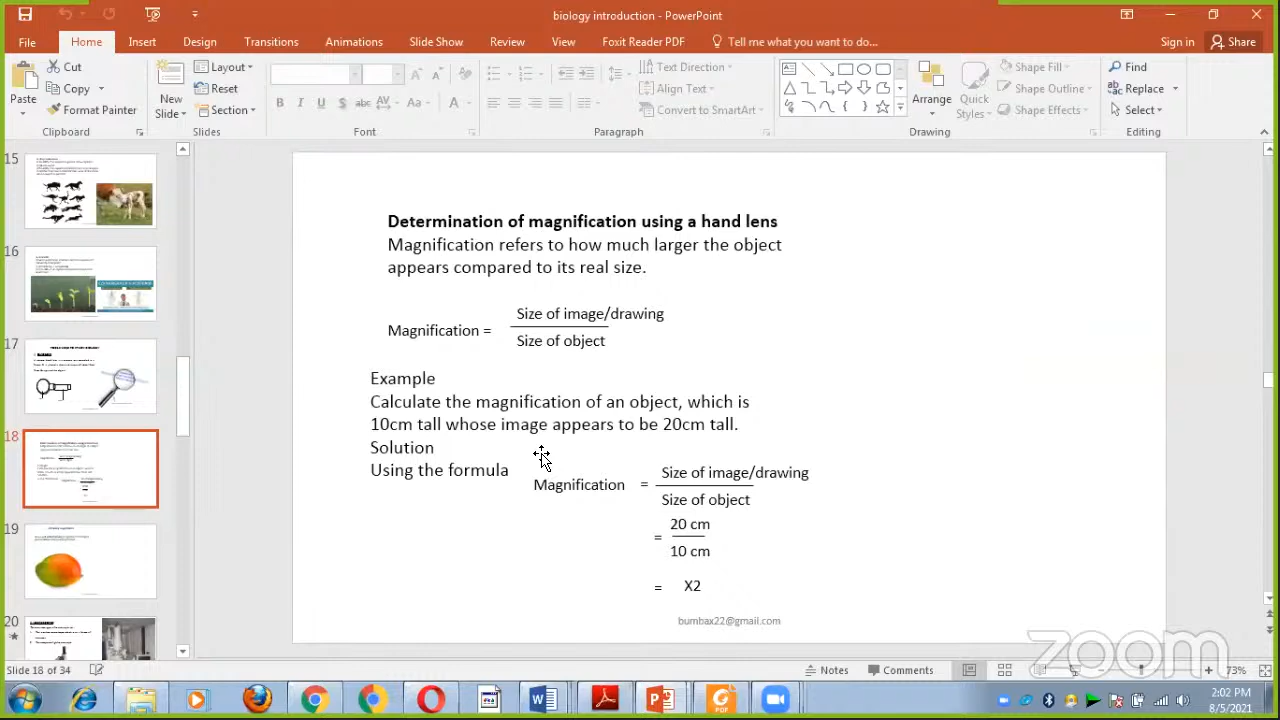 biology introduction - PowerPoint
File Home Insert Design Transitions Animations Slide Show Review View Foxit Reader PDF Tell me what you want to do... Sign in Share
Paste Cut Copy Format Painter Clipboard
New Slide Layout Reset Section Slides
Font
Text Direction Align Text Convert to SmartArt Paragraph
Arrange Quick Styles Shape Fill Shape Outline Shape Effects Drawing
Find Replace Select Editing
15
16
17
18
19
20
Determination of magnification using a hand lens
Magnification refers to how much larger the object
appears compared to its real size.
Size of image/drawing
Magnification =
Size of object
Example
Calculate the magnification of an object, which is
10cm tall whose image appears to be 20cm tall.
Solution
Using the formula
Size of image/drawing
Magnification =
Size of object
20 cm
=
10 cm
= X2
bumbax22@gmail.com
zoom
Slide 18 of 34 Notes Comments 73%
2:02 PM
8/5/2021